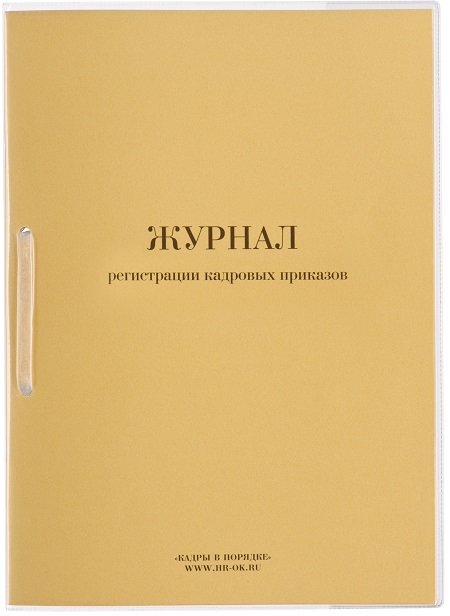 ЖУРНАЛ
регистрации кадровых приказов
«КАДРЫ В ПОРЯДКЕ»
WWW.HR-OK.RU